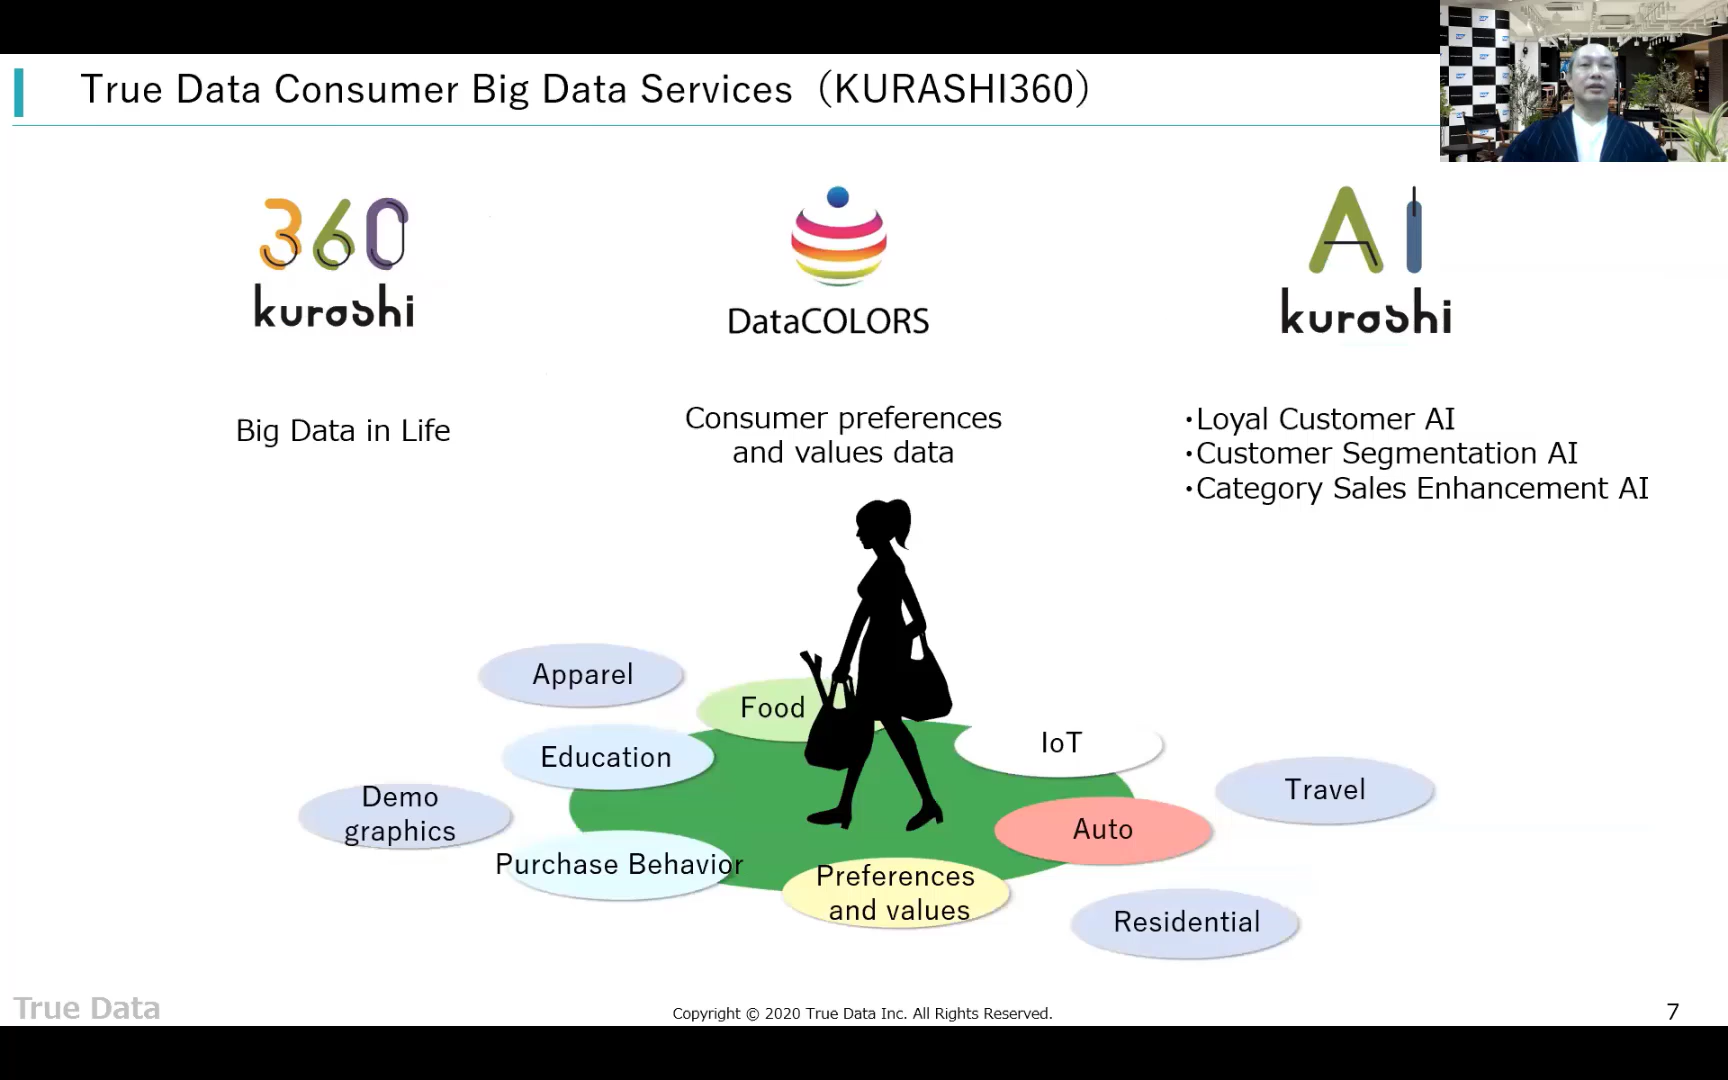 True Data Consumer Big Data Services（KURASHI360）
360
kurashi
DataCOLORS
AI
kurashi
Big Data in Life
Consumer preferences
and values data
・Loyal Customer AI
・Customer Segmentation AI
・Category Sales Enhancement AI
Apparel
Food
Education
IoT
Demo
graphics
Travel
Auto
Purchase Behavior
Preferences
and values
Residential
True Data
Copyright © 2020 True Data Inc. All Rights Reserved.
7